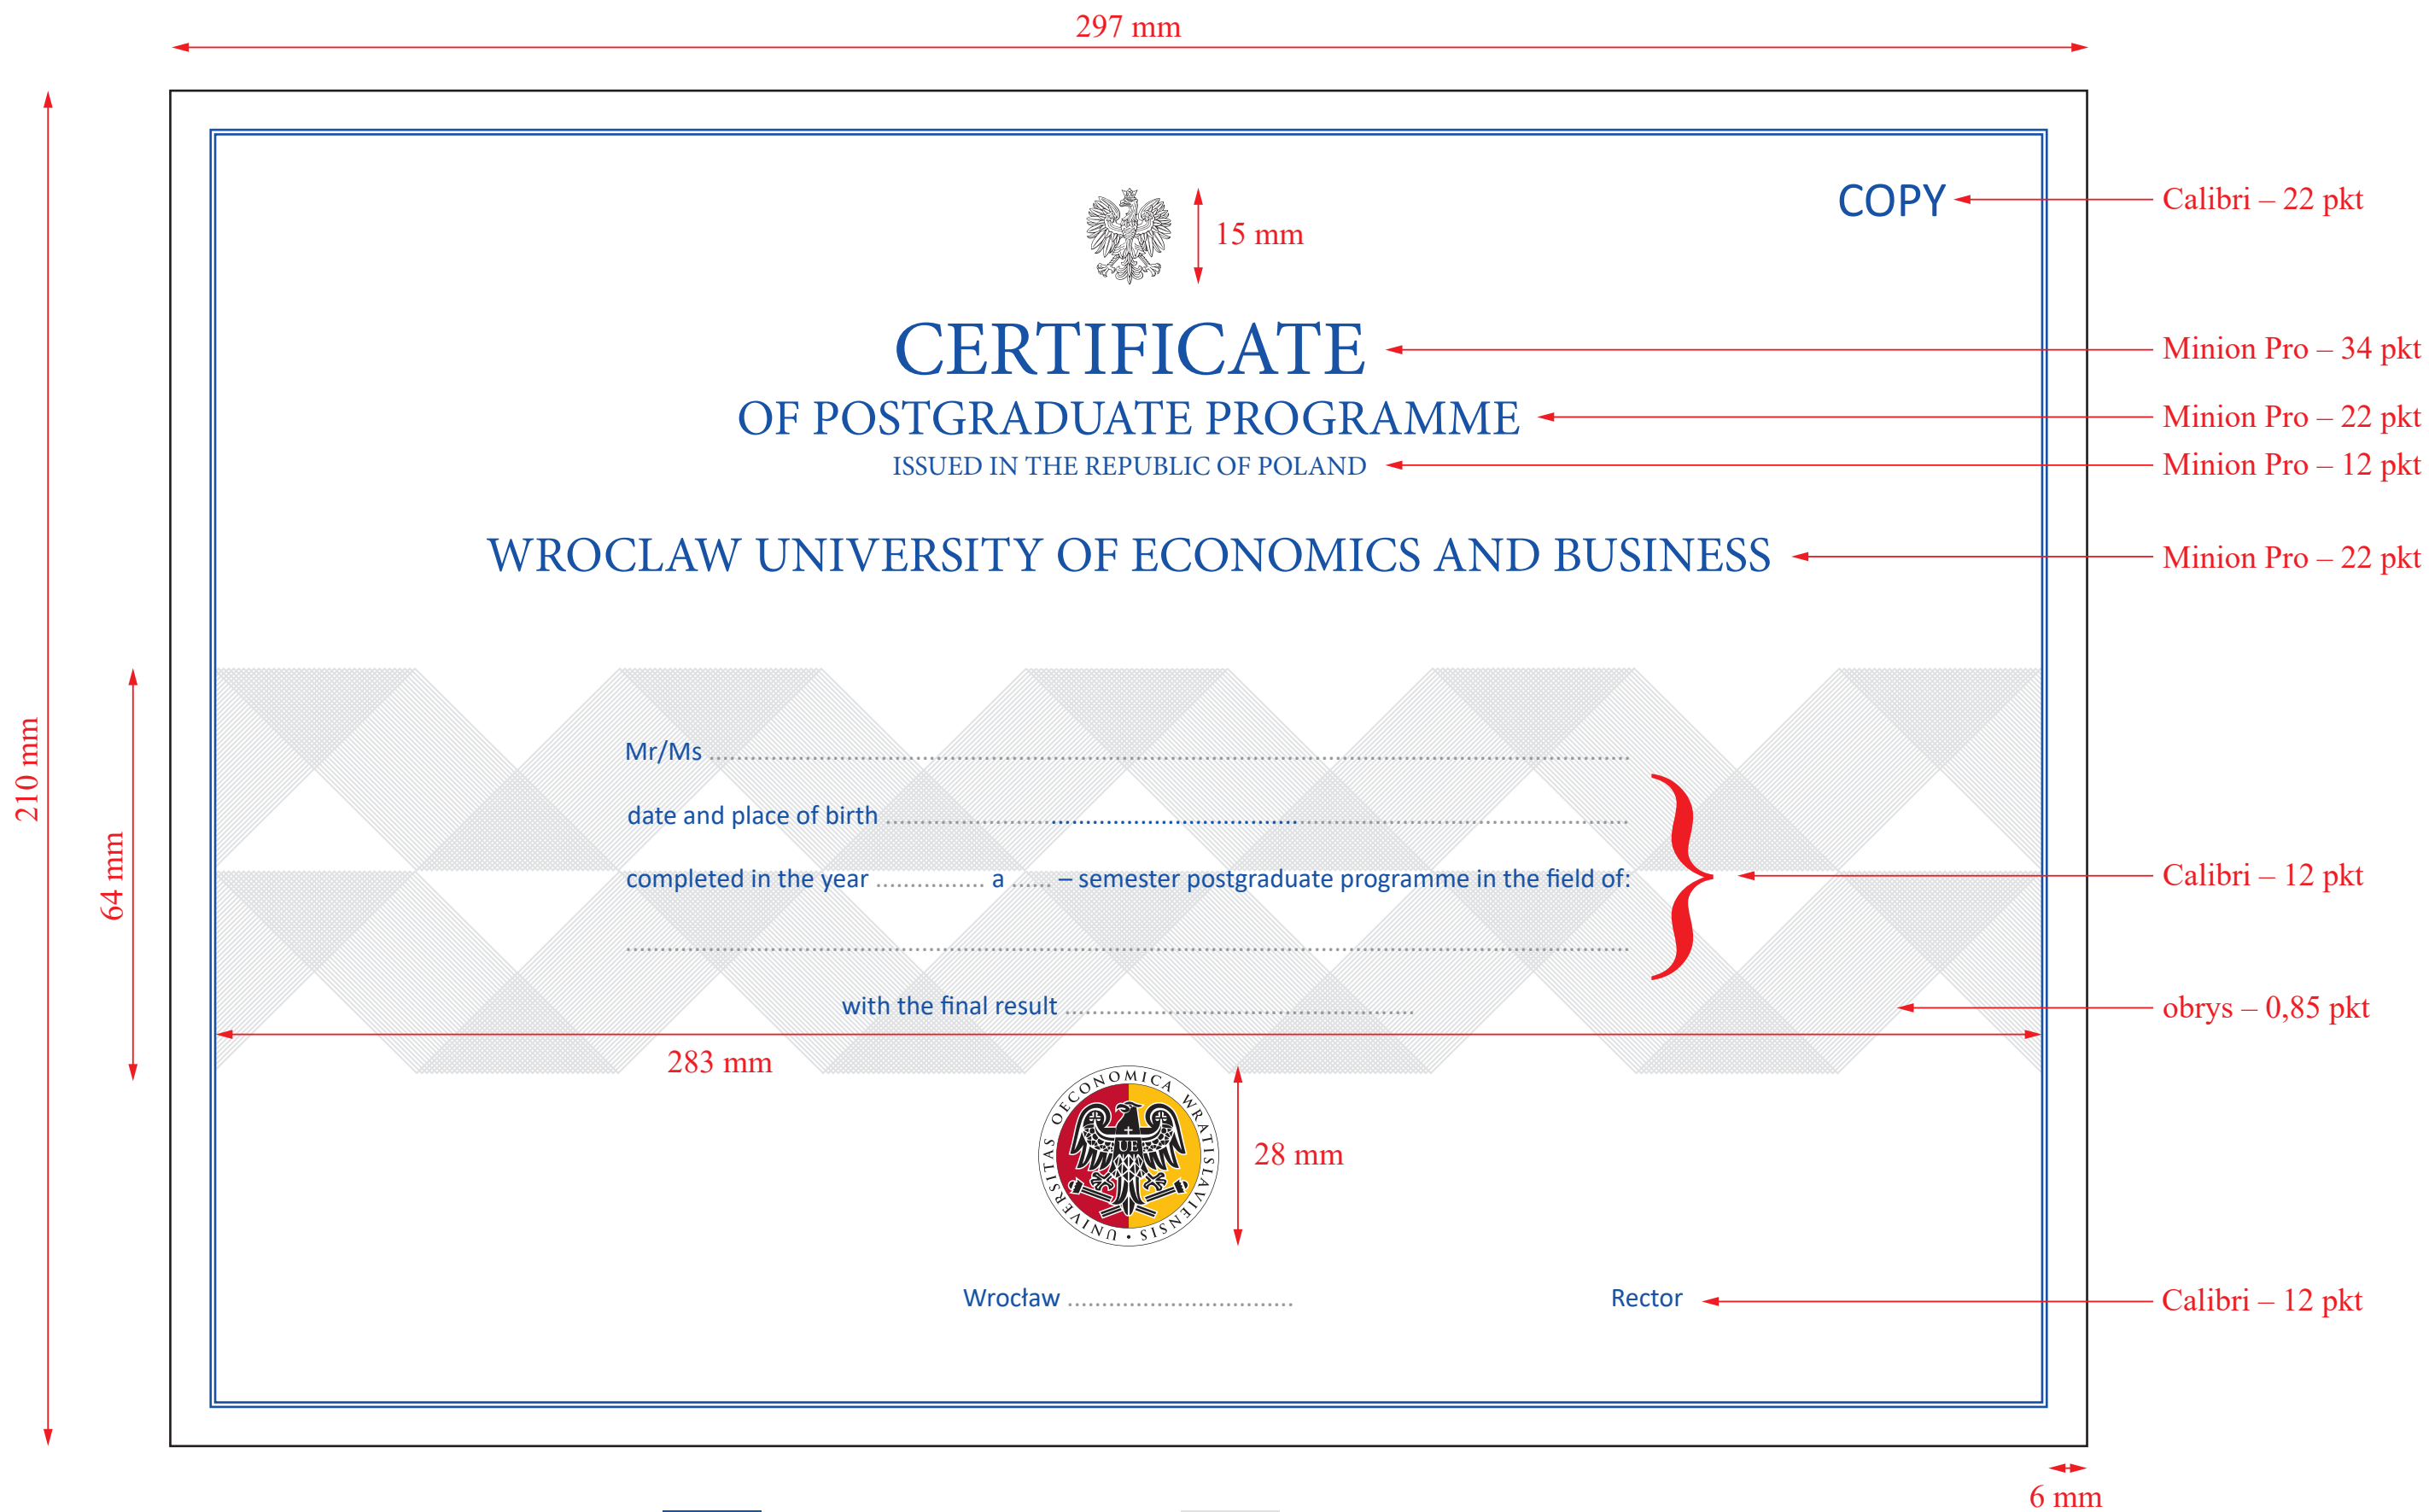 297 mm
COPY
Calibri – 22 pkt
15 mm
CERTIFICATE
Minion Pro – 34 pkt
OF POSTGRADUATE PROGRAMME
Minion Pro – 22 pkt
ISSUED IN THE REPUBLIC OF POLAND
Minion Pro – 12 pkt
WROCLAW UNIVERSITY OF ECONOMICS AND BUSINESS
Minion Pro – 22 pkt
210 mm
64 mm
Mr/Ms ........................................................................
date and place of birth ........................................................................
completed in the year ................ a ...... – semester postgraduate programme in the field of:
Calibri – 12 pkt
........................................................................
with the final result ....................................................
obrys – 0,85 pkt
283 mm
UNIVERSITAS OECONOMICA WRATISLAVIENSIS •
UE
28 mm
Wrocław .................................
Rector
Calibri – 12 pkt
6 mm